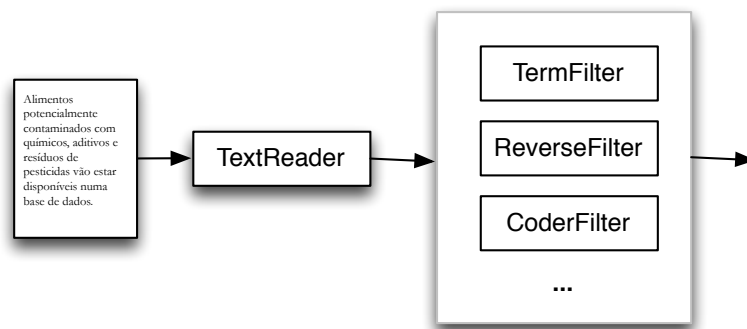 Alimentos
potencialmente
contaminados com
químicos, aditivos e
resíduos de
pesticidas vão estar
disponíveis numa
base de dados.
TextReader
TermFilter
ReverseFilter
CoderFilter
...